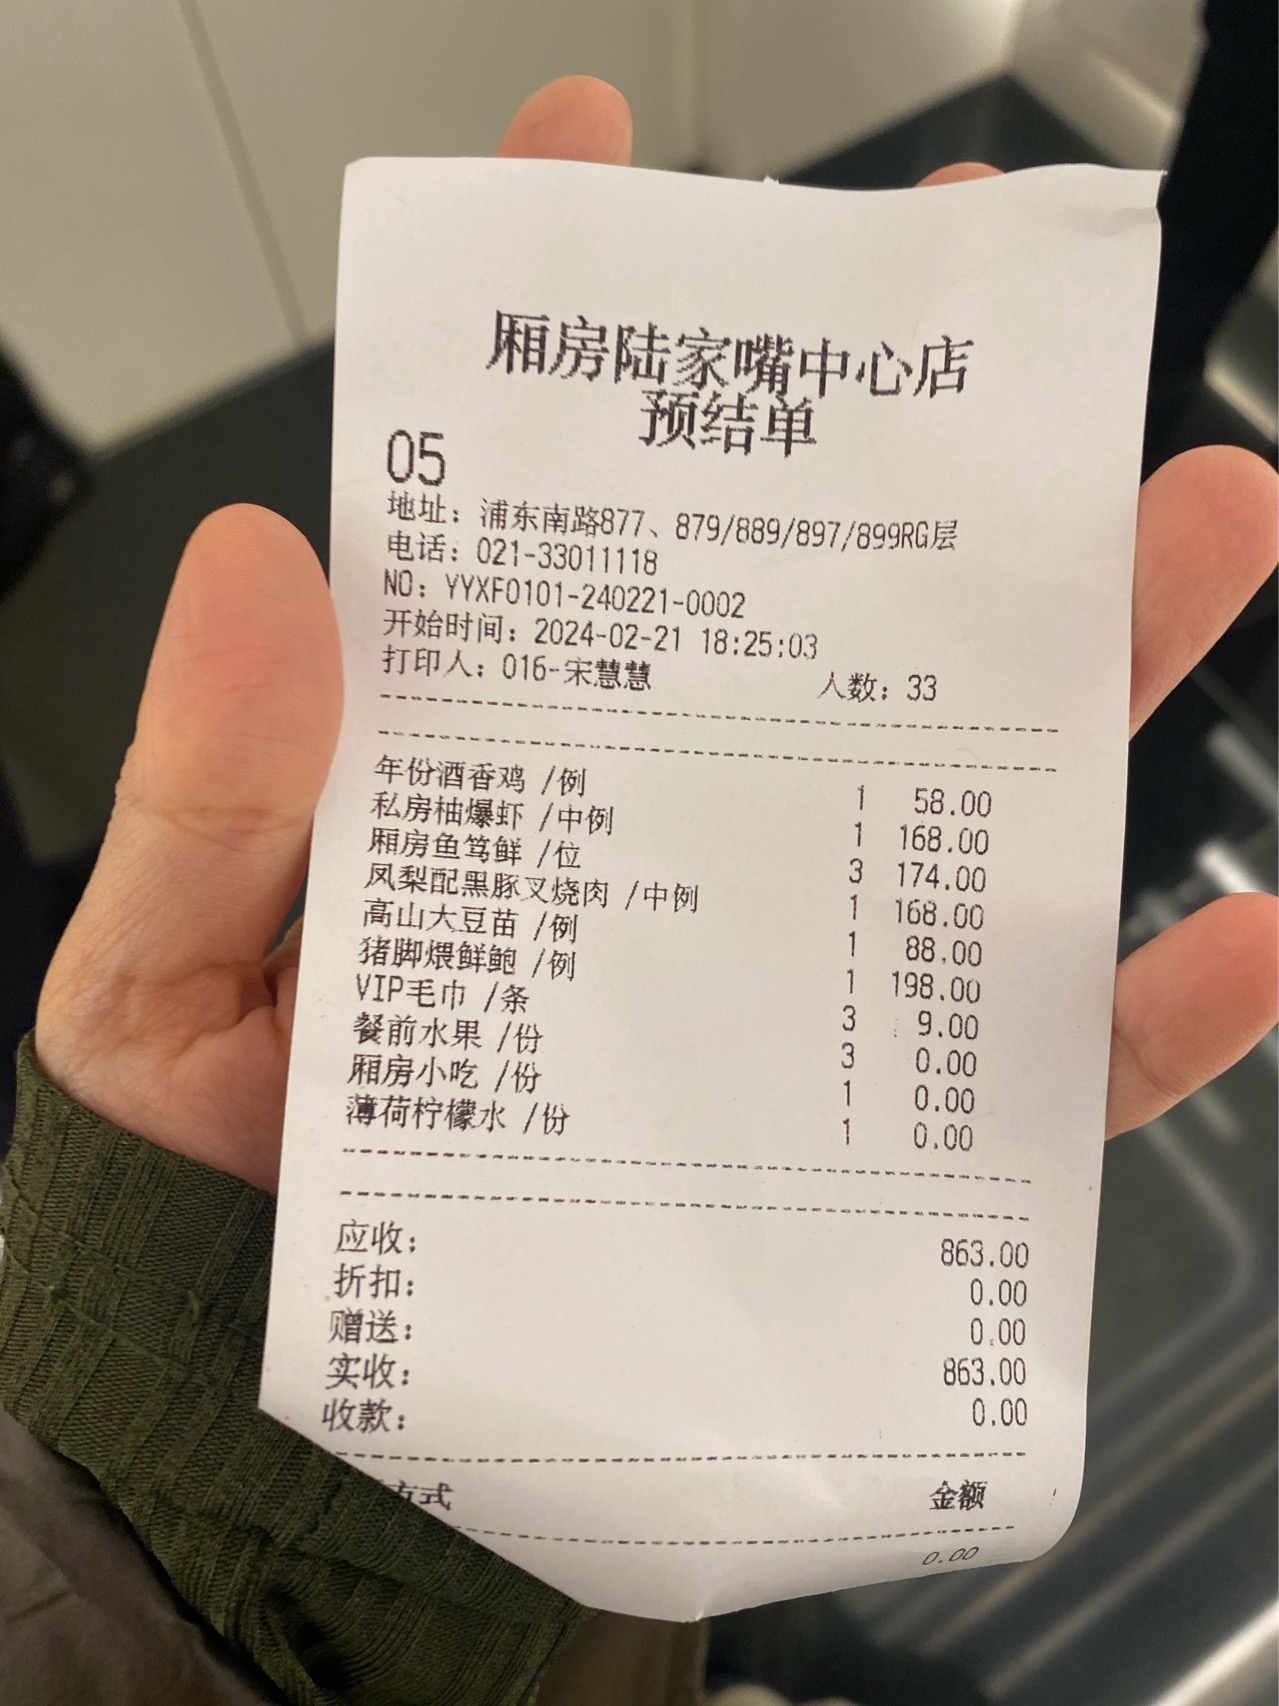 厢房陆家嘴中心店
预结单
05
地址：浦东南路877、879/889/897/899RG层
电话：021-33011118
NO：YYXF0101-240221-0002
开始时间：2024-02-21 18:25:03
打印人：016-宋慧慧 人数：33
年份酒香鸡 /例 1 58.00
私房柚爆虾 /中例 1 168.00
厢房鱼笃鲜 /位 3 174.00
凤梨配黑豚叉烧肉 /中例 1 168.00
高山大豆苗 /例 1 88.00
猪脚煨鲜鲍 /例 1 198.00
VIP毛巾 /条 3 9.00
餐前水果 /份 3 0.00
厢房小吃 /份 1 0.00
薄荷柠檬水 /份 1 0.00
应收： 863.00
折扣： 0.00
赠送： 0.00
实收： 863.00
收款： 0.00
方式 金额
0.00